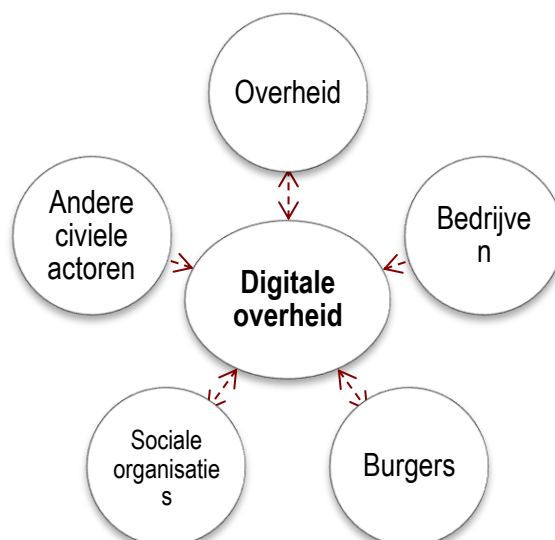 Overheid
Andere
civiele
actoren
Bedrijve
n
Digitale
overheid
Sociale
organisatie
s
Burgers